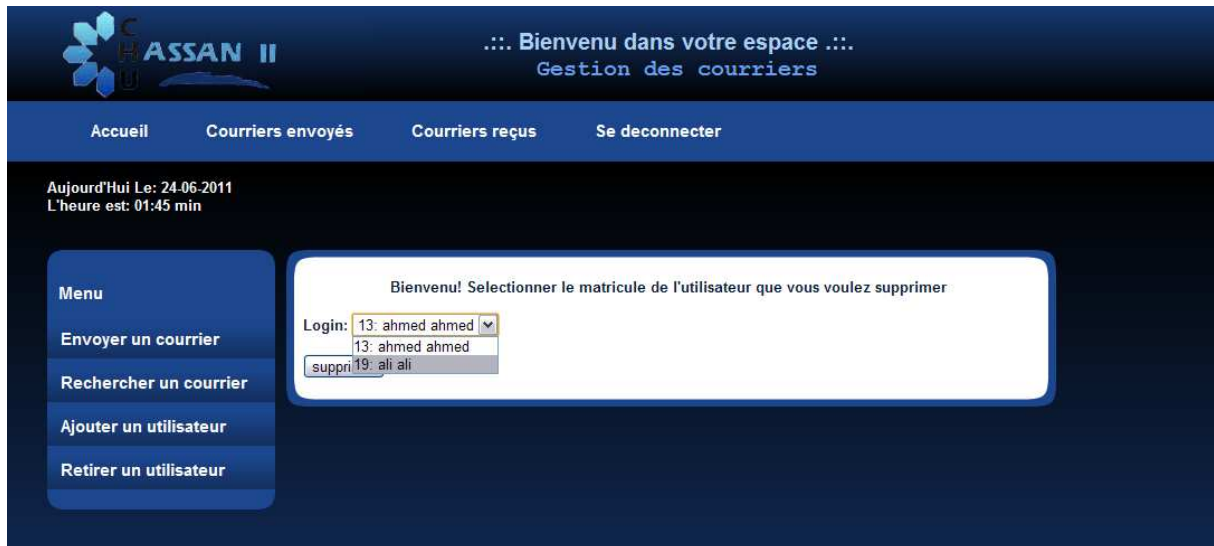 CHU HASSAN II
.::. Bienvenu dans votre espace .::.
Gestion des courriers
Accueil Courriers envoyés Courriers reçus Se deconnecter
Aujourd'Hui Le: 24-06-2011
L'heure est: 01:45 min
Menu
Envoyer un courrier
Rechercher un courrier
Ajouter un utilisateur
Retirer un utilisateur
Bienvenu! Selectionner le matricule de l'utilisateur que vous voulez supprimer
Login: 13: ahmed ahmed
13: ahmed ahmed
suppri 19: ali ali